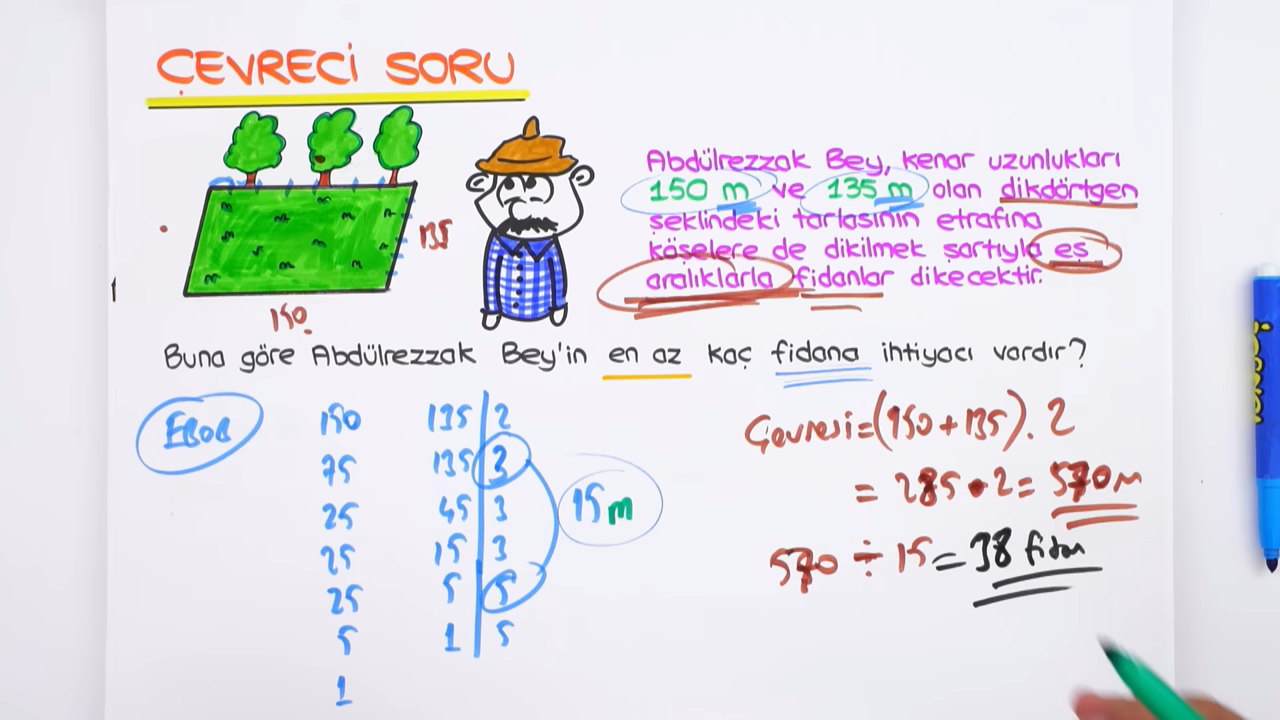 ÇEVRECİ SORU
Abdülrezzak Bey, kenar uzunlukları
150 m ve 135 m olan dikdörtgen
şeklindeki tarlasının etrafına
köşelere de dikilmek şartıyla eş
aralıklarla fidanlar dikecektir.
135
150
Buna göre Abdülrezzak Bey'in en az kaç fidana ihtiyacı vardır?
EBOB
150 135 2
75 135 3
25 45 3
25 15 3
25 5 5
5 1 5
1
15 m
Çevresi=(150+135).2
= 285.2= 570 m
570 ÷ 15 = 38 fidan